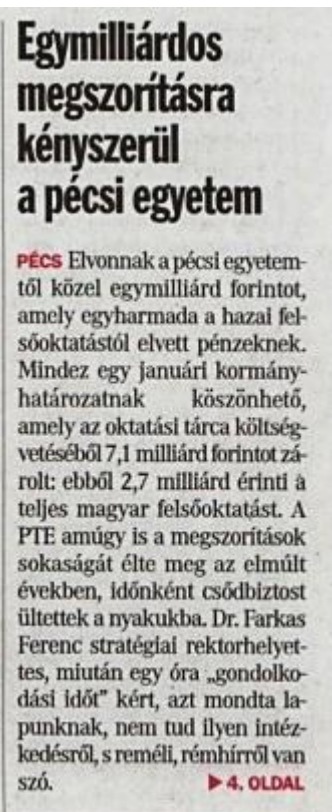 Egymilliárdos
megszorításra
kényszerül
a pécsi egyetem
PÉCS Elvonnak a pécsi egyetem-
től közel egymilliárd forintot,
amely egyharmada a hazai fel-
sőoktatástól elvett pénzeknek.
Mindez egy januári kormány-
határozatnak köszönhető,
amely az oktatási tárca költség-
vetéséből 7,1 milliárd forintot zá-
rolt: ebből 2,7 milliárd érinti a
teljes magyar felsőoktatást. A
PTE amúgy is a megszorítások
sokaságát élte meg az elmúlt
években, időnként csődbiztost
ültettek a nyakukba. Dr. Farkas
Ferenc stratégiai rektorhelyet-
tes, miután egy óra „gondolko-
dási időt” kért, azt mondta la-
punknak, nem tud ilyen intéz-
kedésről, s reméli, rémhírről van
szó. ▶ 4. OLDAL